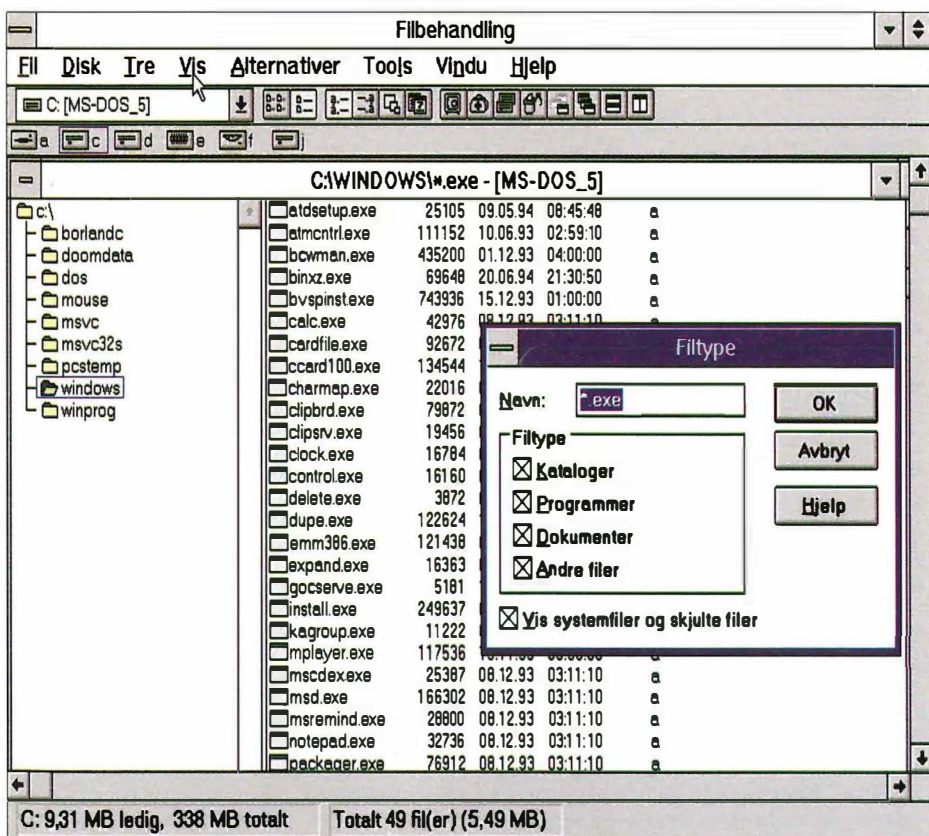 Filbehandling
Fil Disk Tre Vis Alternativer Tools Vindu Hjelp
C: [MS-DOS_5]
a c d e f j
C:\WINDOWS\*.exe - [MS-DOS_5]
c:\
borlandc
doomdata
dos
mouse
msvc
msvc32s
pcstemp
windows
winprog
atdsetup.exe 25105 09.05.94 08:45:48 a
atmcntrl.exe 111152 10.06.93 02:59:10 a
bcwman.exe 435200 01.12.93 04:00:00 a
binxz.exe 69648 20.06.94 21:30:50 a
bvspinst.exe 743936 15.12.93 01:00:00 a
calc.exe 42976 08.12.93 03:11:10 a
cardfile.exe 92672
ccard100.exe 134544
charmap.exe 22016
clipbrd.exe 79872
clipsrv.exe 19456
clock.exe 16784
control.exe 16160
delete.exe 3872
dupe.exe 122624
emm386.exe 121438
expand.exe 16363
gocserve.exe 5181
install.exe 249637
kagroup.exe 11222
mplayer.exe 117536
mscdex.exe 25387 08.12.93 03:11:10 a
msd.exe 166302 08.12.93 03:11:10 a
msremind.exe 28800 08.12.93 03:11:10 a
notepad.exe 32736 08.12.93 03:11:10 a
packager.exe 76912 08.12.93 03:11:10 a
Filtype
Navn: *.exe
OK
Avbryt
Hjelp
Filtype
Kataloger
Programmer
Dokumenter
Andre filer
Vis systemfiler og skjulte filer
C: 9,31 MB ledig, 338 MB totalt Totalt 49 fil(er) (5,49 MB)